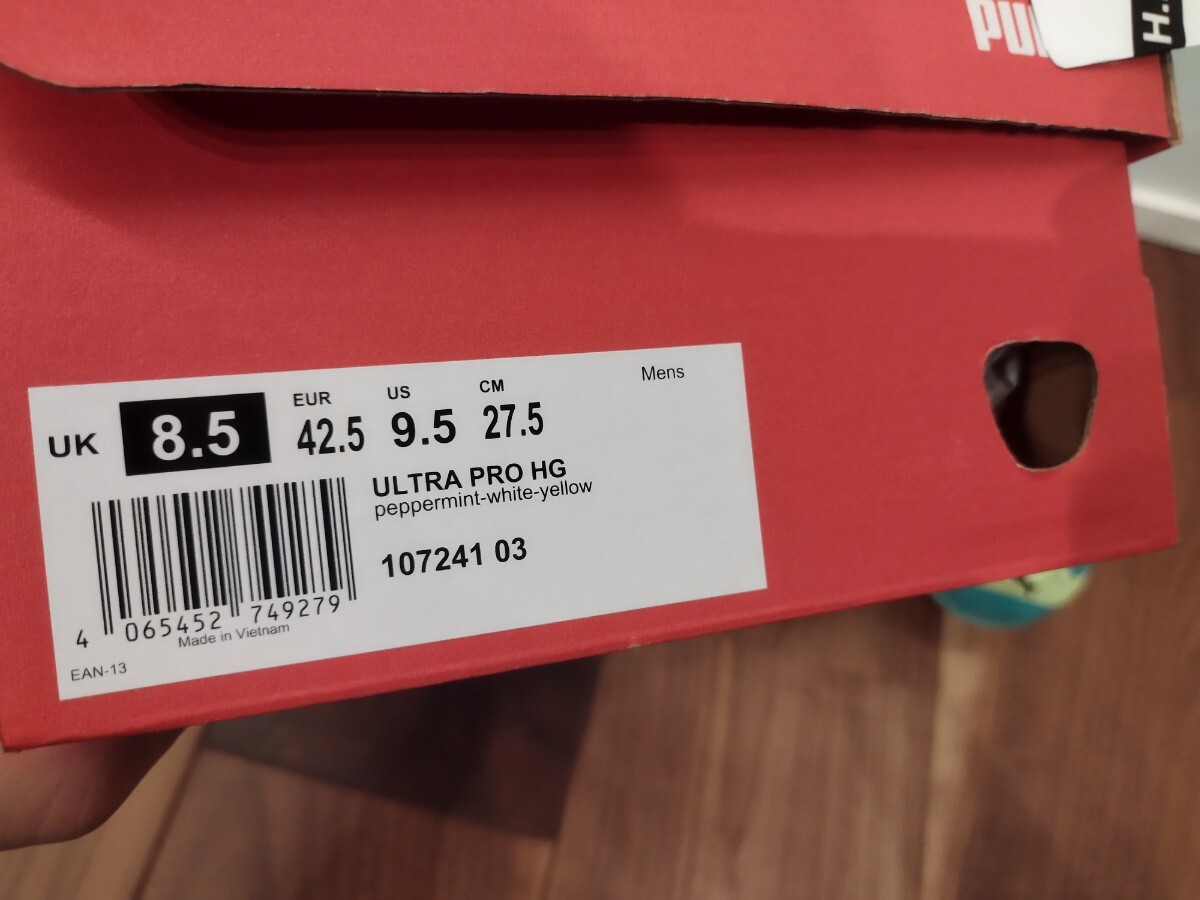 UK 8.5 EUR 42.5 US 9.5 CM 27.5 Mens
ULTRA PRO HG
peppermint-white-yellow
107241 03
4 065452 749279
Made in Vietnam
EAN-13